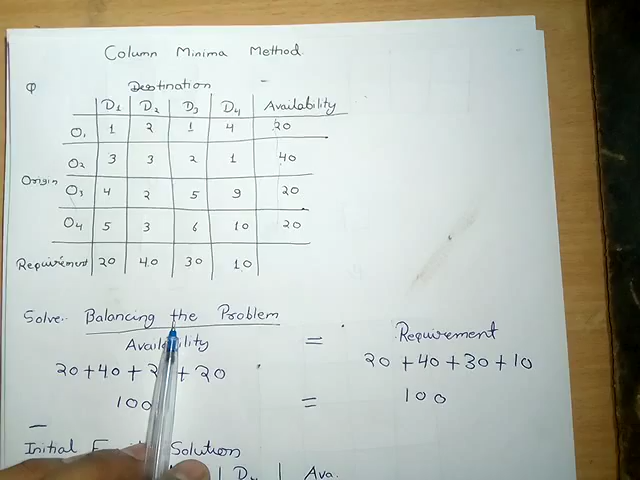 Column Minima Method
Q
Destination
D1 D2 D3 D4 Availability
O1 1 2 1 4 20
O2 3 3 2 1 40
Origin
O3 4 2 5 9 20
O4 5 3 6 10 20
Requirement 20 40 30 10
Solve.. Balancing the Problem
Availability = Requirement
20 + 40 + 2 + 20 20 + 40 + 30 + 10
100 = 100
Initial Solution
D4 Ava.